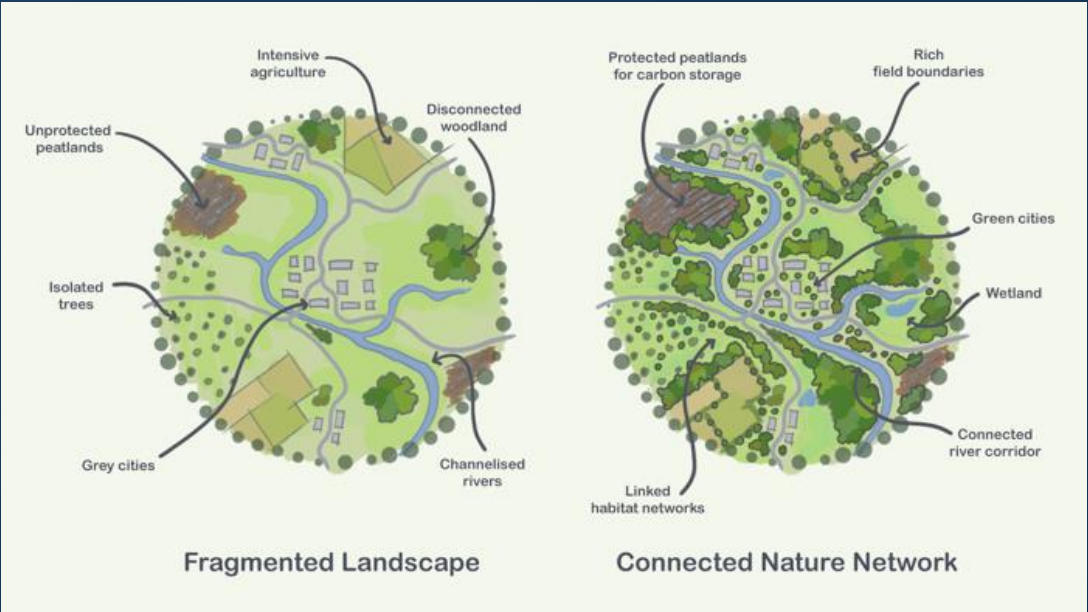 Intensive
agriculture
Disconnected
woodland
Unprotected
peatlands
Isolated
trees
Grey cities
Channelised
rivers
Fragmented Landscape
Protected peatlands
for carbon storage
Rich
field boundaries
Green cities
Wetland
Connected
river corridor
Linked
habitat networks
Connected Nature Network